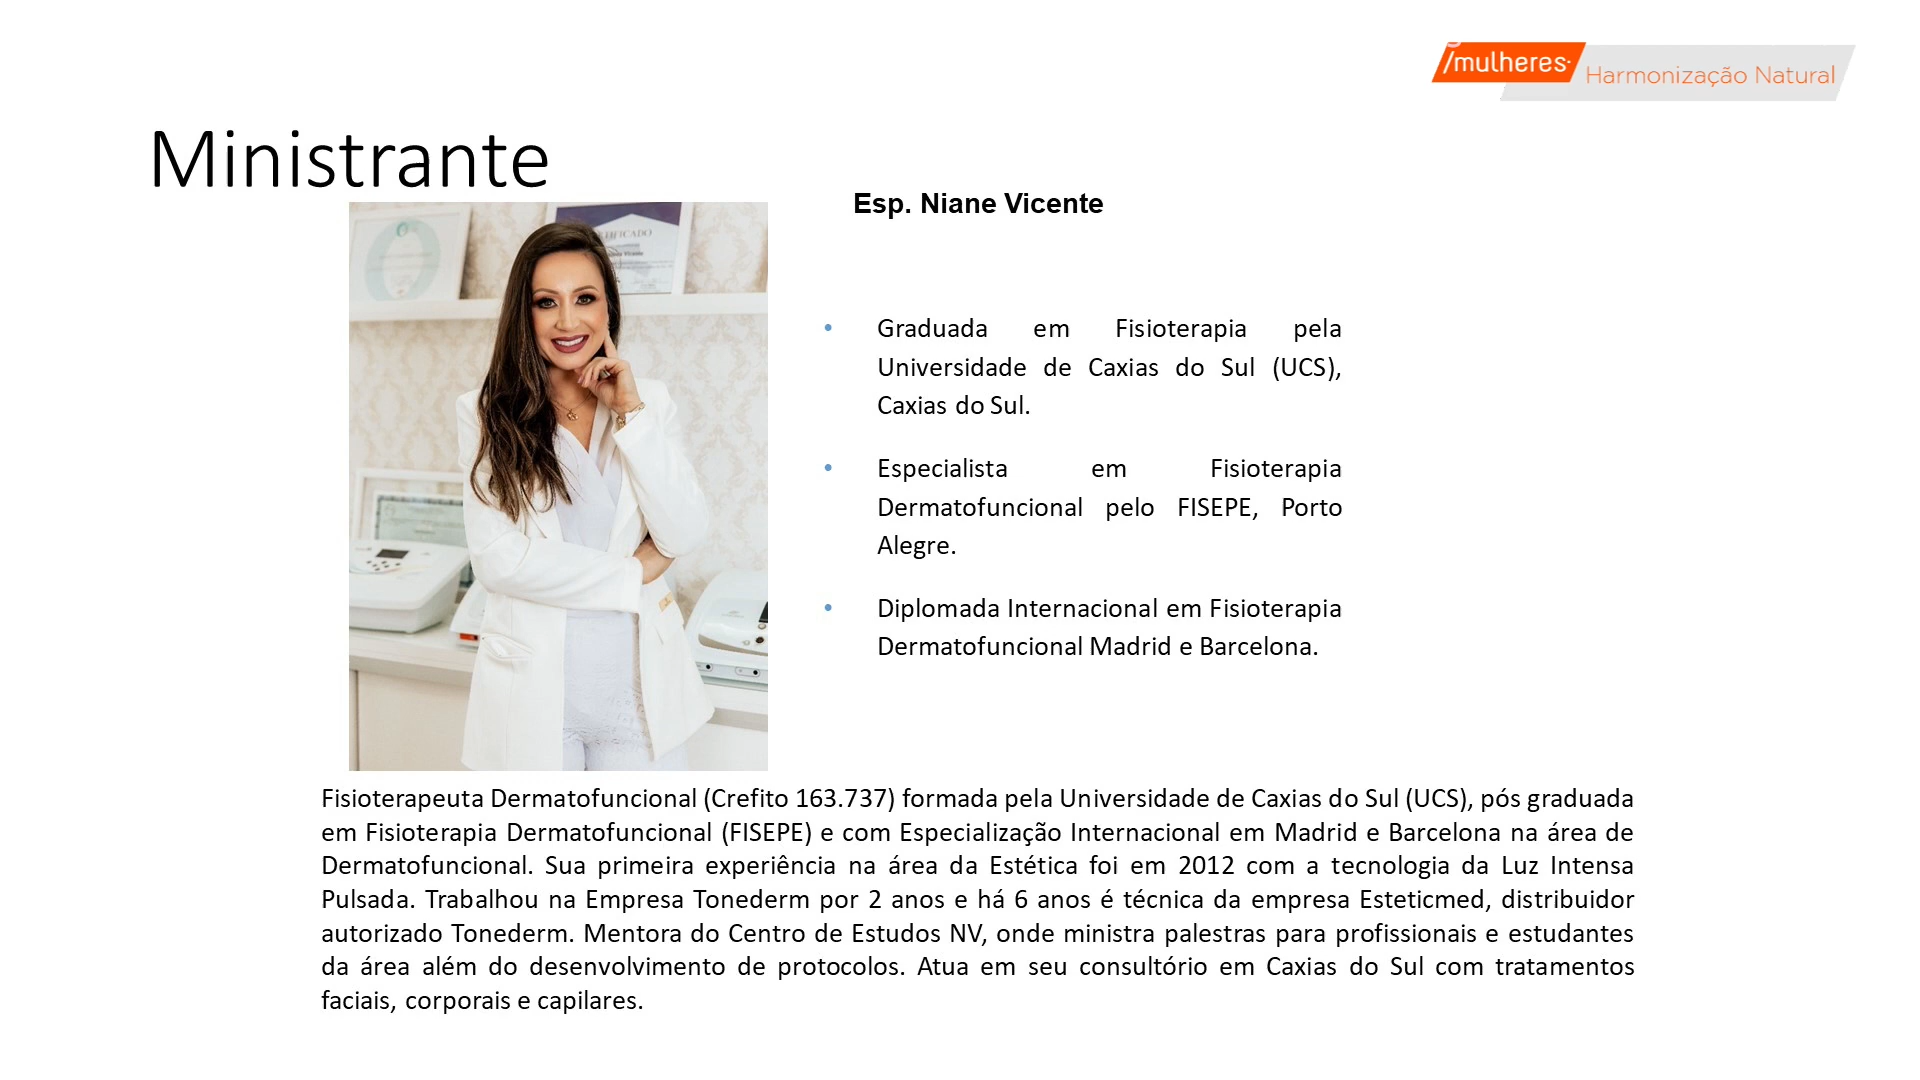 /mulheres·
Harmonização Natural
Ministrante
Esp. Niane Vicente
CERTIFICADO
Vicente
• Graduada em Fisioterapia pela
Universidade de Caxias do Sul (UCS),
Caxias do Sul.
• Especialista em Fisioterapia
Dermatofuncional pelo FISEPE, Porto
Alegre.
• Diplomada Internacional em Fisioterapia
Dermatofuncional Madrid e Barcelona.
Fisioterapeuta Dermatofuncional (Crefito 163.737) formada pela Universidade de Caxias do Sul (UCS), pós graduada
em Fisioterapia Dermatofuncional (FISEPE) e com Especialização Internacional em Madrid e Barcelona na área de
Dermatofuncional. Sua primeira experiência na área da Estética foi em 2012 com a tecnologia da Luz Intensa
Pulsada. Trabalhou na Empresa Tonederm por 2 anos e há 6 anos é técnica da empresa Esteticmed, distribuidor
autorizado Tonederm. Mentora do Centro de Estudos NV, onde ministra palestras para profissionais e estudantes
da área além do desenvolvimento de protocolos. Atua em seu consultório em Caxias do Sul com tratamentos
faciais, corporais e capilares.